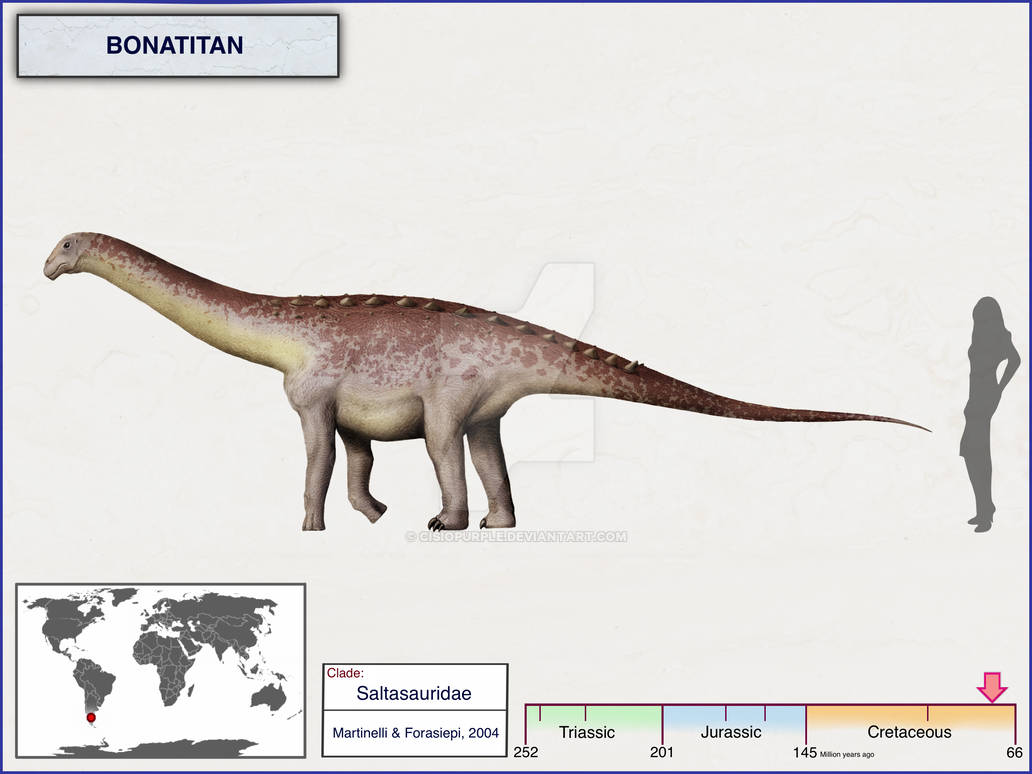 BONATITAN
© CISIOPURPLE.DEVIANTART.COM
Clade:
Saltasauridae
Martinelli & Forasiepi, 2004
Triassic
Jurassic
Cretaceous
252
201
145 Million years ago
66